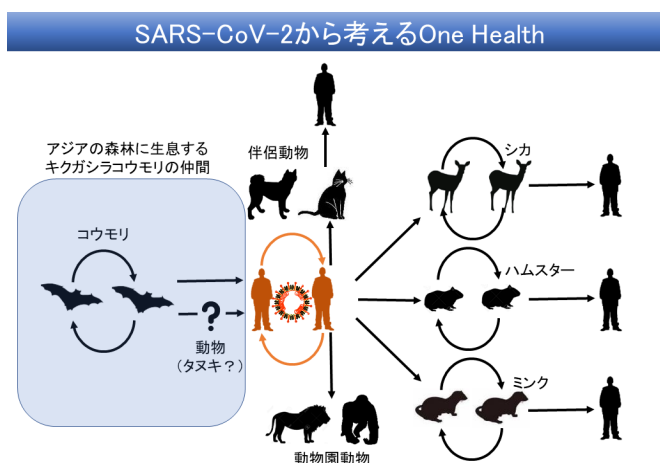 SARS-CoV-2から考えるOne Health
アジアの森林に生息する
キクガシラコウモリの仲間
伴侶動物
シカ
コウモリ
ハムスター
?
動物
(タヌキ?)
ミンク
動物園動物